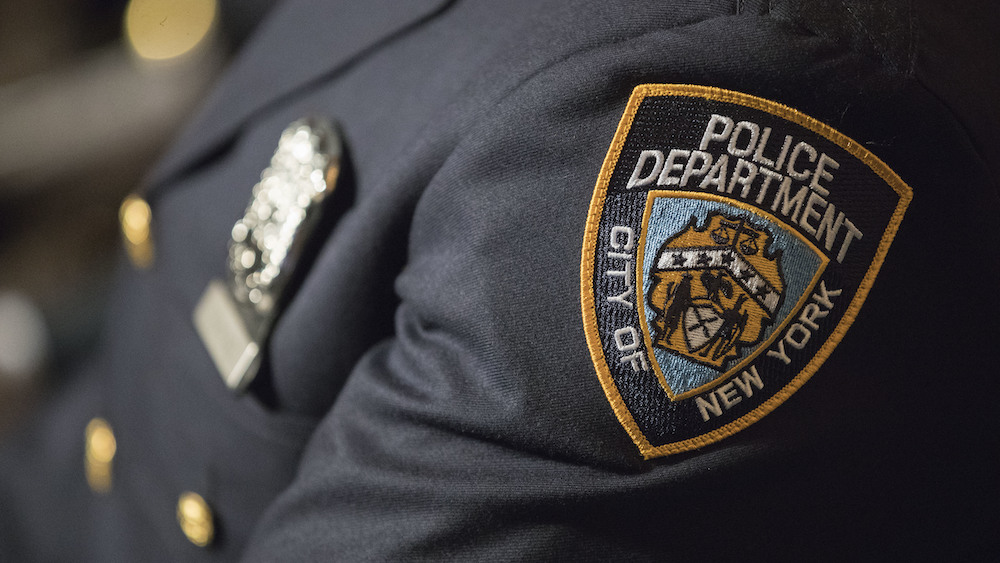 POLICE
DEPARTMENT
CITY OF
NEW YORK